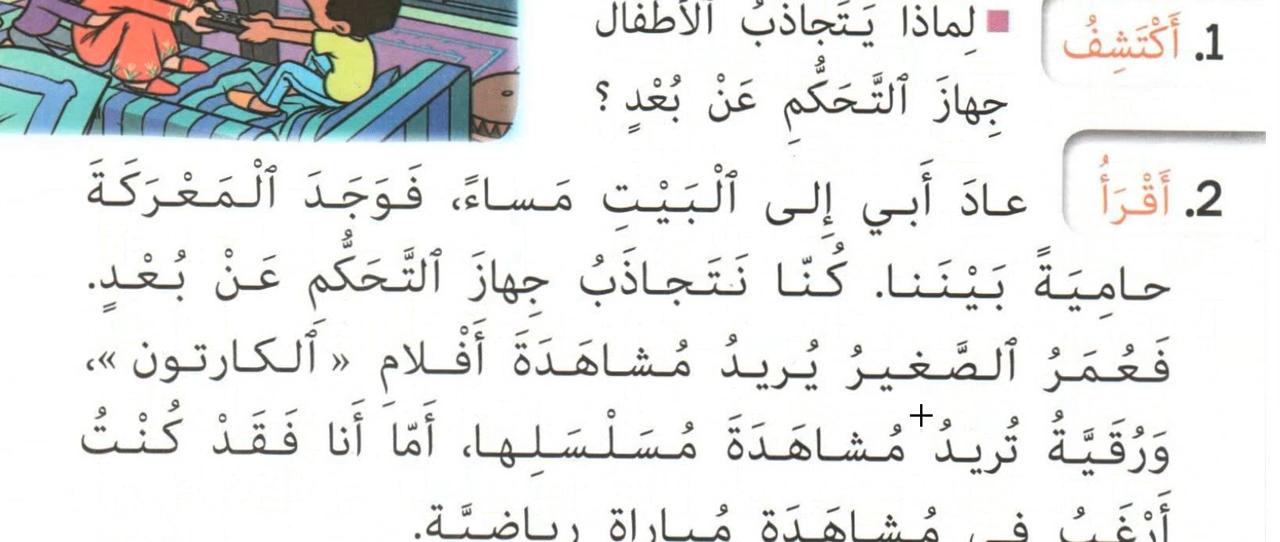 1. أَكْتَشِفُ
■ لِماذا يَتَجاذَبُ ٱلْأَطْفال
جِهازَ ٱلتَّحَكُّمِ عَنْ بُعْدٍ ؟
2. أَقْرَأُ
عادَ أَبي إِلى ٱلْبَيْتِ مَساءً، فَوَجَدَ ٱلْمَعْرَكَةَ
حامِيَةً بَيْنَنا. كُنّا نَتَجاذَبُ جِهازَ ٱلتَّحَكُّمِ عَنْ بُعْدٍ.
فَعُمَرُ ٱلصَّغيرُ يُريدُ مُشاهَدَةَ أَفْلامِ « ٱلكارتون »،
وَرُقَيَّةُ تُريدُ مُشاهَدَةَ مُسَلْسَلِها، أَمّا أَنا فَقَدْ كُنْتُ
أَرْغَبُ في مُشاهَدَةِ مُباراةٍ رِياضِيَّة.